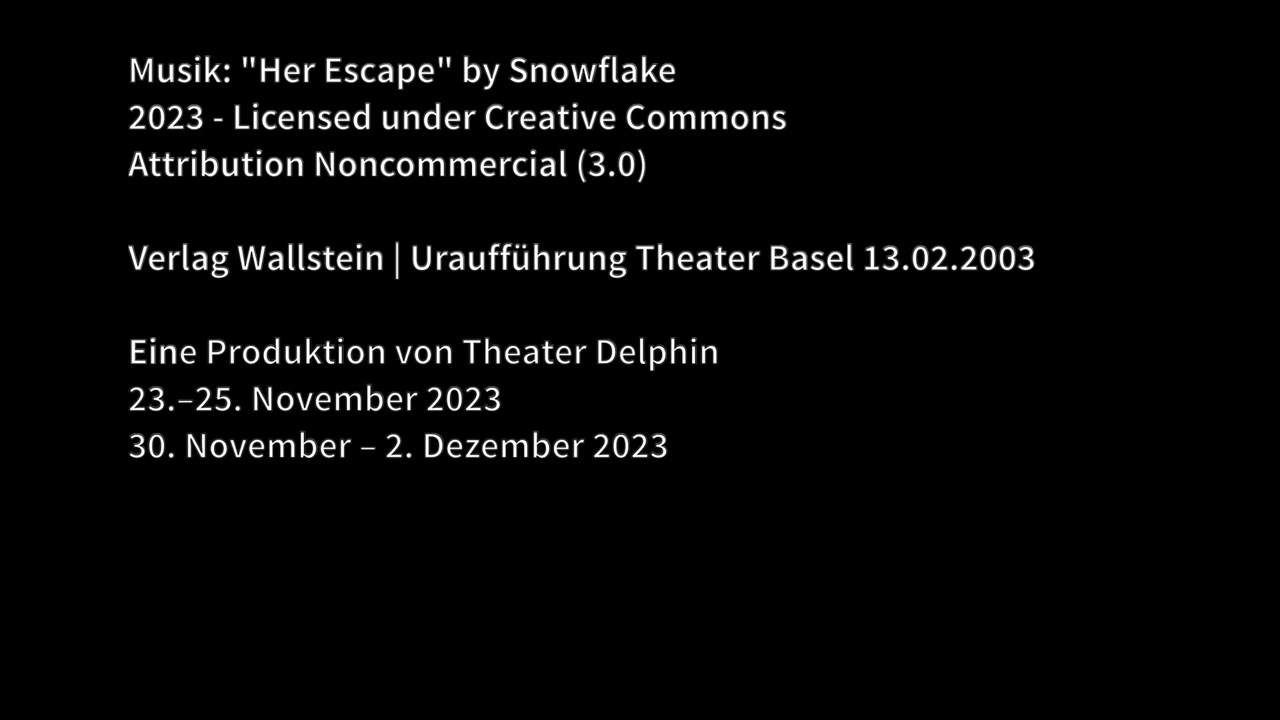 Musik: "Her Escape" by Snowflake
2023 - Licensed under Creative Commons
Attribution Noncommercial (3.0)
Verlag Wallstein | Uraufführung Theater Basel 13.02.2003
Eine Produktion von Theater Delphin
23.–25. November 2023
30. November – 2. Dezember 2023